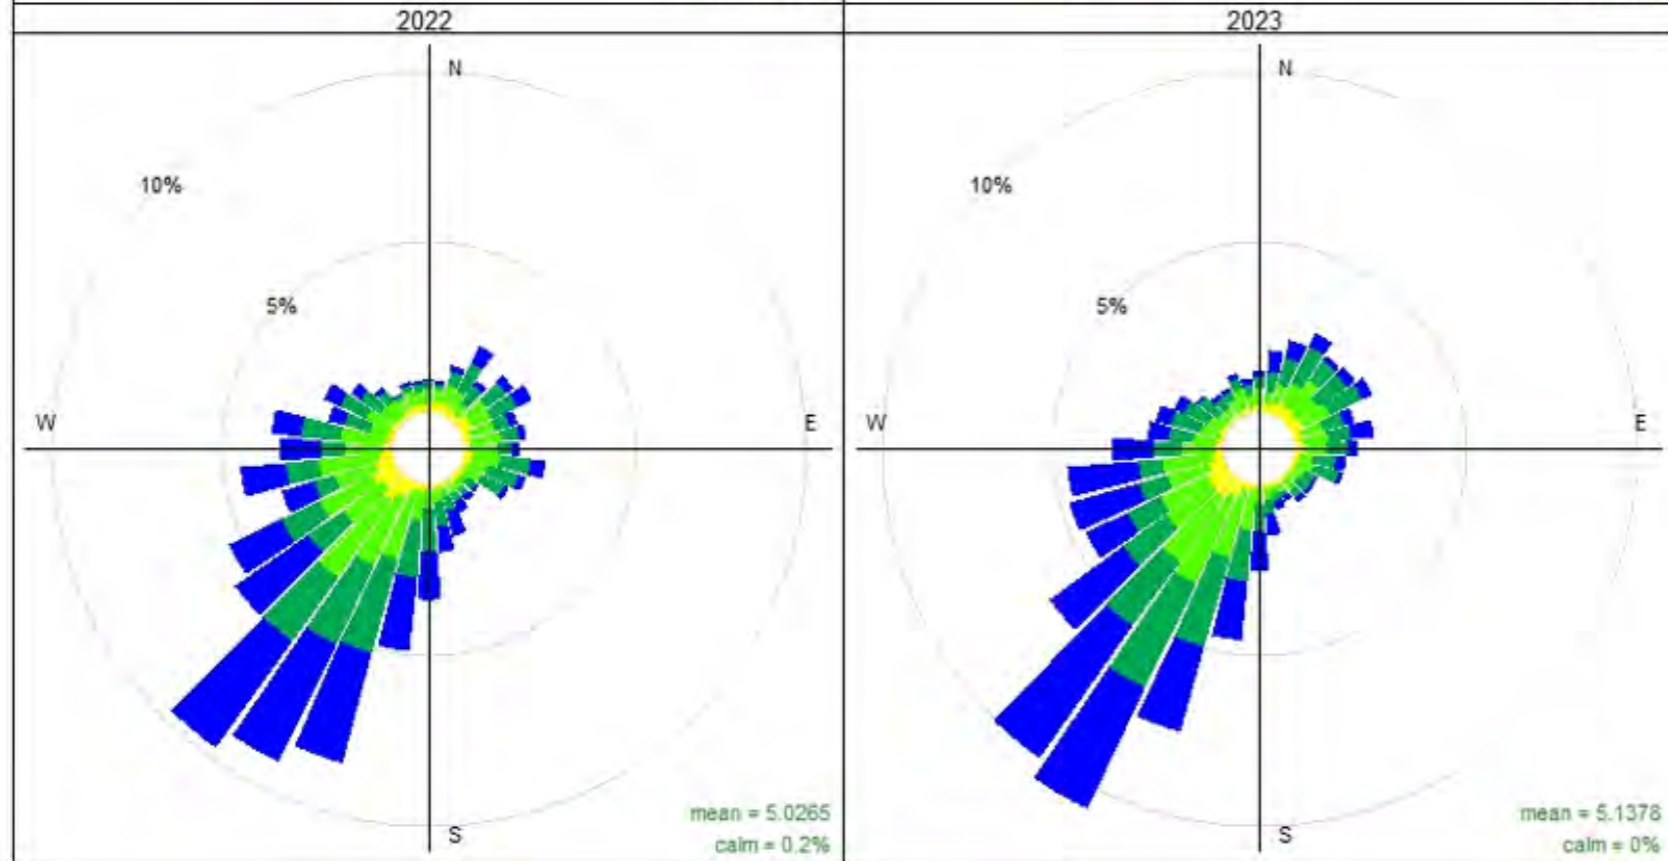 2022
2023
N
N
10%
10%
5%
5%
W
E
W
E
S
S
mean = 5.0265
calm = 0.2%
mean = 5.1378
calm = 0%